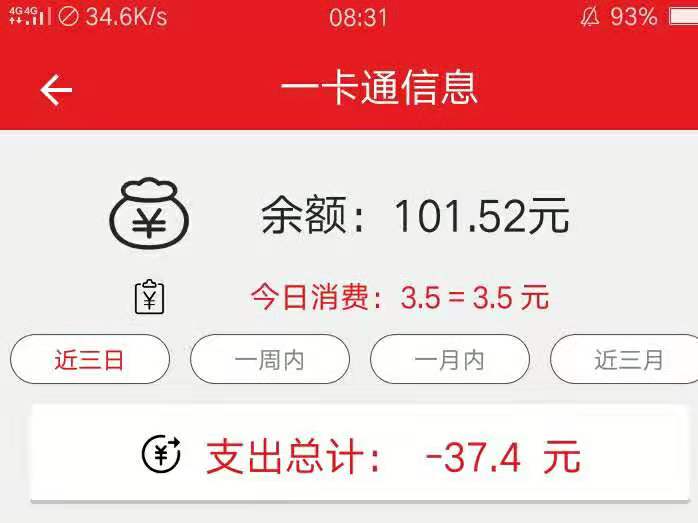 4G 4G 34.6K/s 08:31 93%
一卡通信息
余额：101.52元
今日消费：3.5 = 3.5 元
近三日 一周内 一月内 近三月
支出总计： -37.4 元